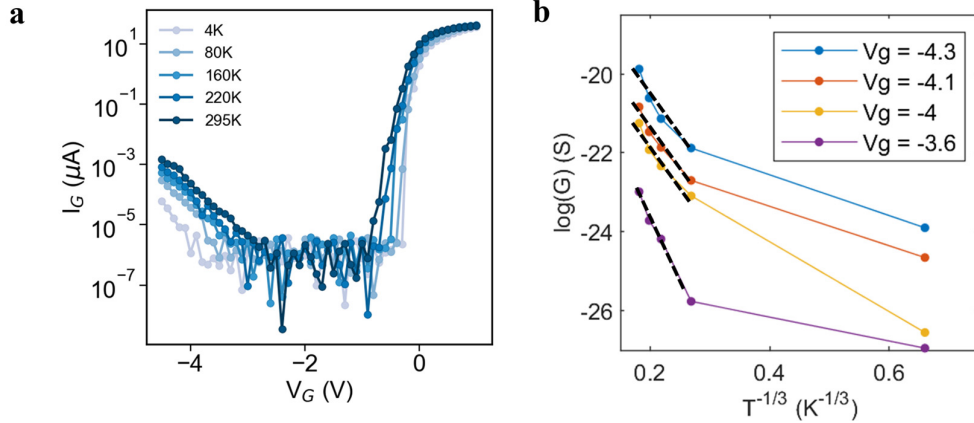 a
10¹
10⁻¹
10⁻³
10⁻⁵
10⁻⁷
I_G (μA)
4K
80K
160K
220K
295K
−4
−2
0
V_G (V)
b
-20
-22
-24
-26
log(G) (S)
Vg = -4.3
Vg = -4.1
Vg = -4
Vg = -3.6
0.2
0.4
0.6
T⁻¹/³ (K⁻¹/³)